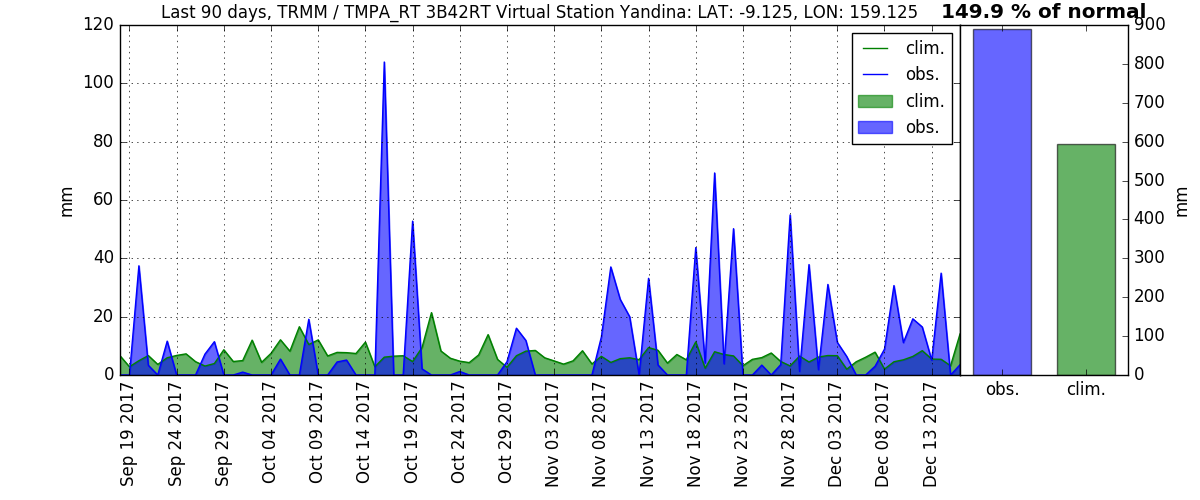 Last 90 days, TRMM / TMPA_RT 3B42RT Virtual Station Yandina: LAT: -9.125, LON: 159.125
149.9 % of normal
120
100
80
60
40
20
0
mm
clim.
obs.
clim.
obs.
900
800
700
600
500
400
300
200
100
0
mm
Sep 19 2017
Sep 24 2017
Sep 29 2017
Oct 04 2017
Oct 09 2017
Oct 14 2017
Oct 19 2017
Oct 24 2017
Oct 29 2017
Nov 03 2017
Nov 08 2017
Nov 13 2017
Nov 18 2017
Nov 23 2017
Nov 28 2017
Dec 03 2017
Dec 08 2017
Dec 13 2017
obs.
clim.